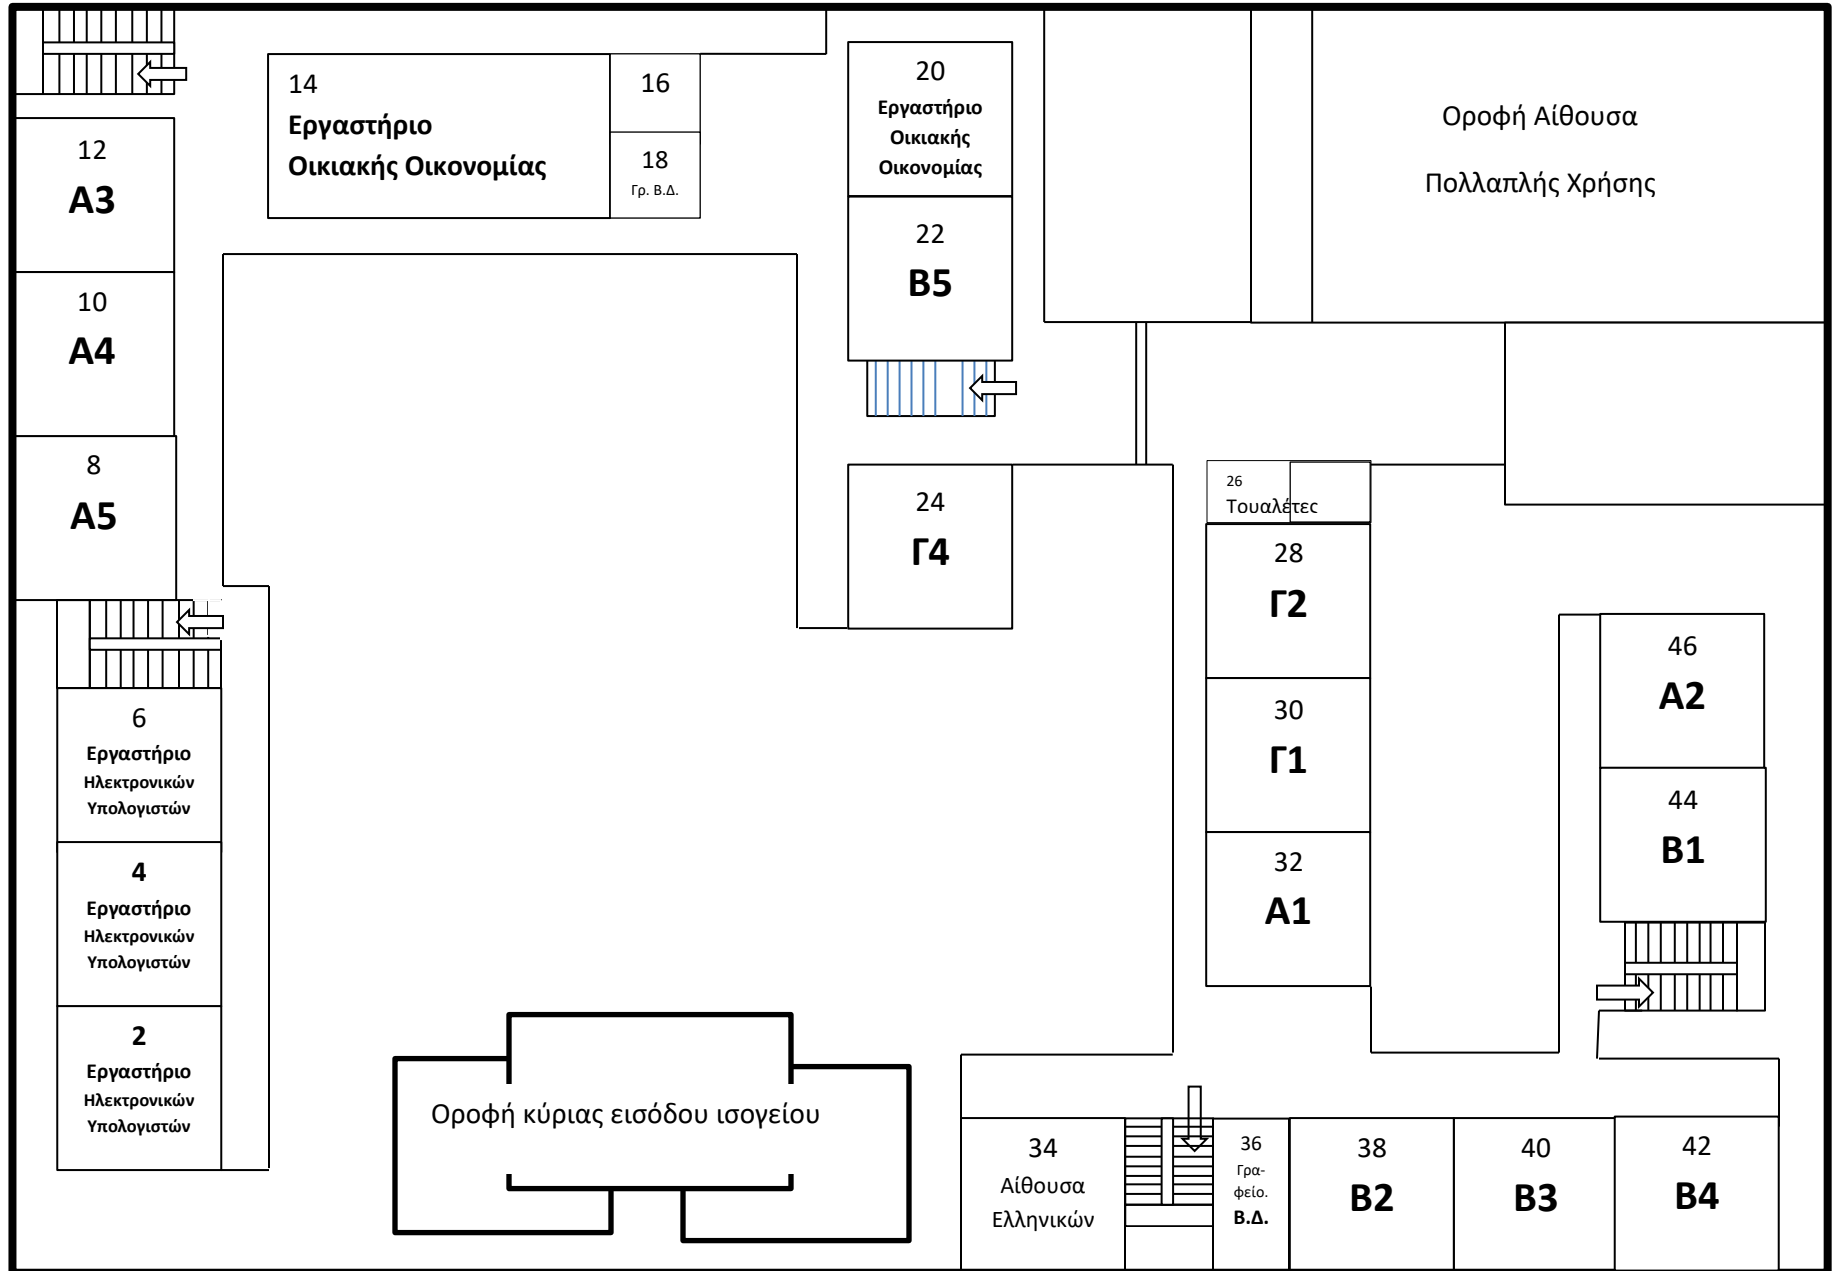 14
Εργαστήριο
Οικιακής Οικονομίας
16
18
Γρ. Β.Δ.
20
Εργαστήριο
Οικιακής
Οικονομίας
Οροφή Αίθουσα
Πολλαπλής Χρήσης
12
Α3
22
Β5
10
Α4
8
Α5
24
Γ4
26
Τουαλέτες
28
Γ2
46
Α2
6
Εργαστήριο
Ηλεκτρονικών
Υπολογιστών
30
Γ1
44
Β1
4
Εργαστήριο
Ηλεκτρονικών
Υπολογιστών
32
Α1
2
Εργαστήριο
Ηλεκτρονικών
Υπολογιστών
Οροφή κύριας εισόδου ισογείου
34
Αίθουσα
Ελληνικών
36
Γρα-
φείο.
Β.Δ.
38
Β2
40
Β3
42
Β4